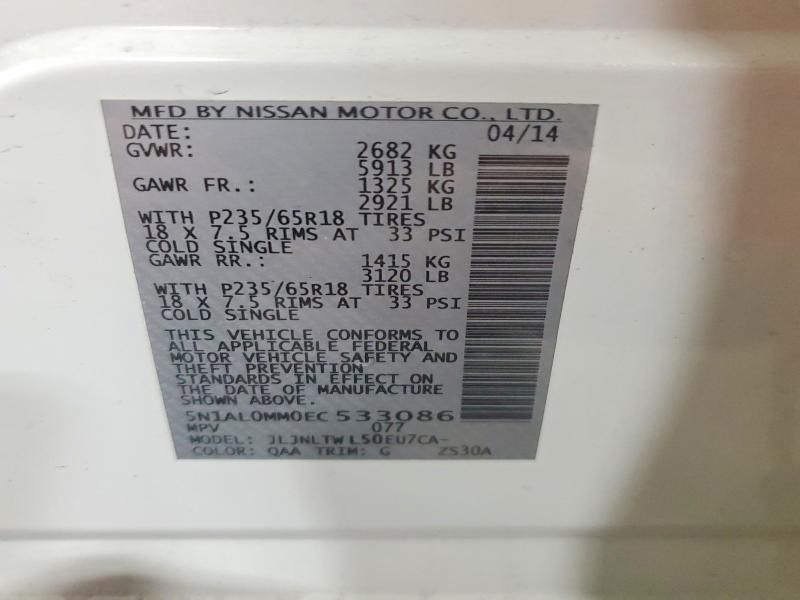 MFD BY NISSAN MOTOR CO., LTD.
DATE: 04/14
GVWR: 2682 KG
5913 LB
GAWR FR.: 1325 KG
2921 LB
WITH P235/65R18 TIRES
18 X 7.5 RIMS AT 33 PSI
COLD SINGLE
GAWR RR.: 1415 KG
3120 LB
WITH P235/65R18 TIRES
18 X 7.5 RIMS AT 33 PSI
COLD SINGLE
THIS VEHICLE CONFORMS TO
ALL APPLICABLE FEDERAL
MOTOR VEHICLE SAFETY AND
THEFT PREVENTION
STANDARDS IN EFFECT ON
THE DATE OF MANUFACTURE
SHOWN ABOVE.
5N1AL0MM0EC 533086
MPV 077
MODEL: JLJNLTW L50EU7CA-
COLOR: QAA TRIM: G ZS30A